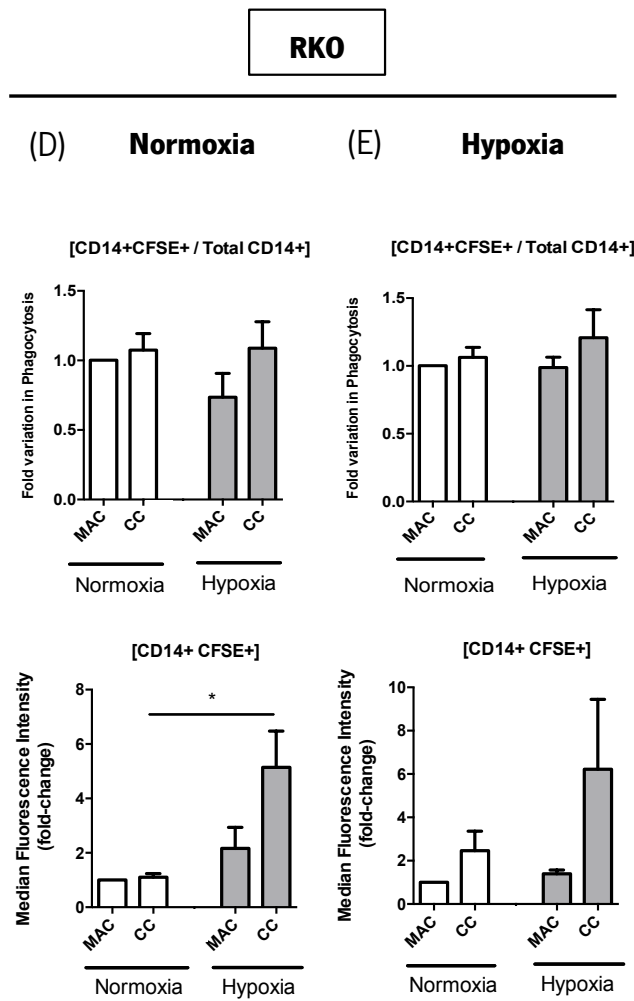 RKO
(D) Normoxia (E) Hypoxia
[CD14+CFSE+ / Total CD14+]
Fold variation in Phagocytosis
1.5
1.0
0.5
0.0
MAC CC MAC CC
Normoxia Hypoxia
[CD14+CFSE+ / Total CD14+]
Fold variation in Phagocytosis
1.5
1.0
0.5
0.0
MAC CC MAC CC
Normoxia Hypoxia
[CD14+ CFSE+]
Median Fluorescence Intensity
(fold-change)
8
6
4
2
0
*
MAC CC MAC CC
Normoxia Hypoxia
[CD14+ CFSE+]
Median Fluorescence Intensity
(fold-change)
10
8
6
4
2
0
MAC CC MAC CC
Normoxia Hypoxia